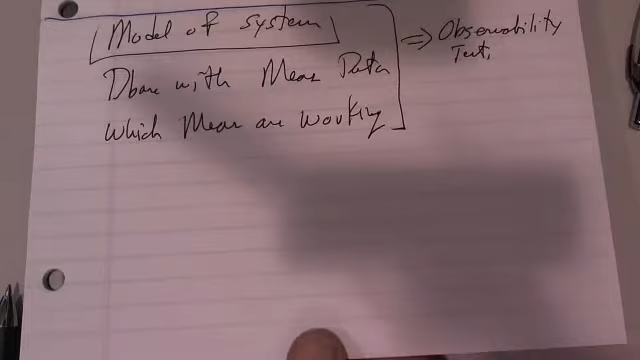 Model of System
Dbase with Meas Data
which Meas are working
⇒ Observability
Test,